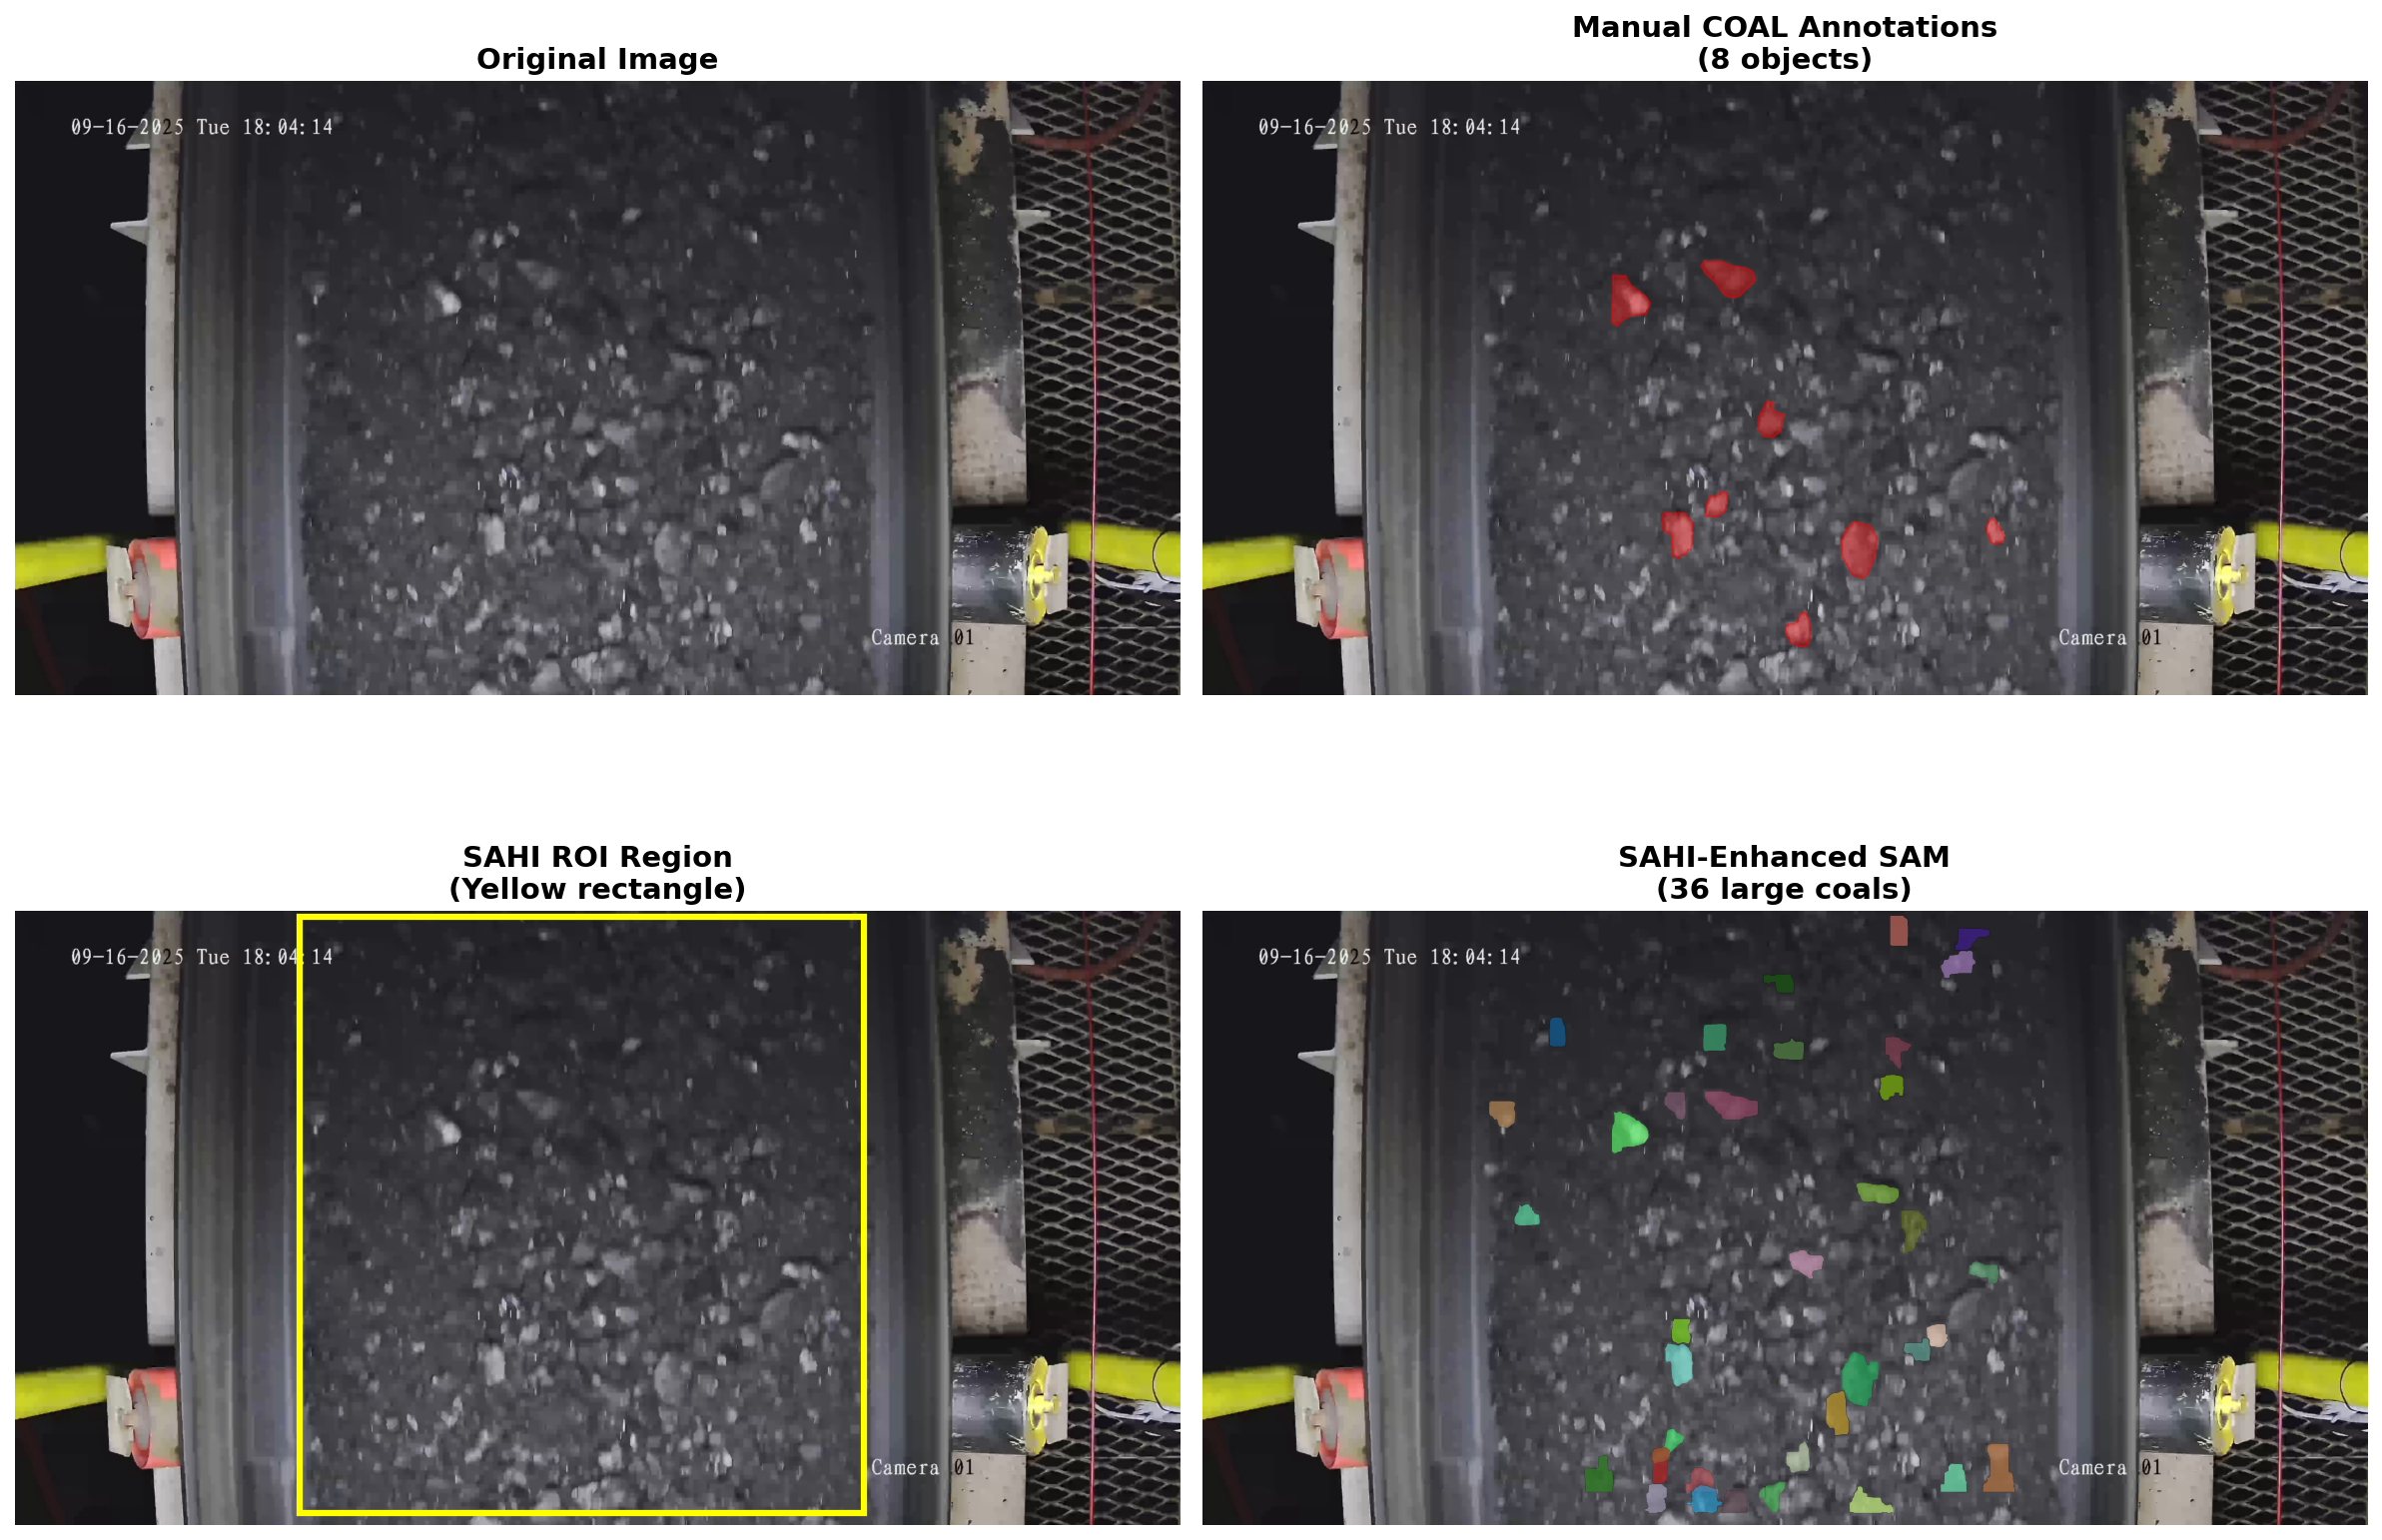 Original Image
09-16-2025 Tue 18:04:14
Camera 01
Manual COAL Annotations
(8 objects)
09-16-2025 Tue 18:04:14
Camera 01
SAHI ROI Region
(Yellow rectangle)
09-16-2025 Tue 18:04:14
Camera 01
SAHI-Enhanced SAM
(36 large coals)
09-16-2025 Tue 18:04:14
Camera 01